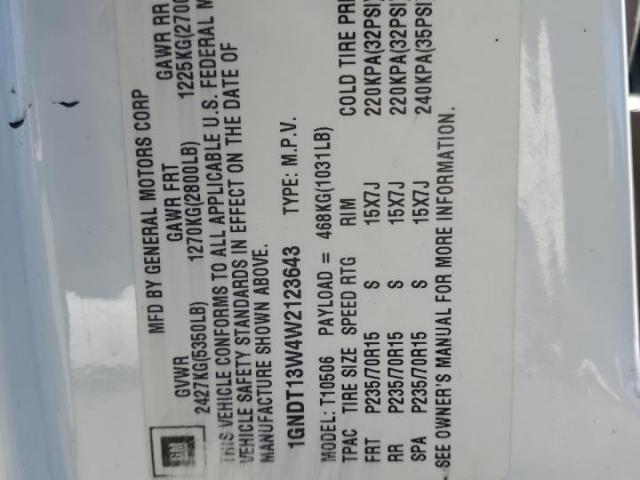 GM
MFD BY GENERAL MOTORS CORP
GVWR GAWR FRT GAWR RR
2427KG(5350LB) 1270KG(2800LB) 1225KG(2700
THIS VEHICLE CONFORMS TO ALL APPLICABLE U.S. FEDERAL M
VEHICLE SAFETY STANDARDS IN EFFECT ON THE DATE OF
MANUFACTURE SHOWN ABOVE.
1GNDT13W4W2123643 TYPE: M.P.V.
MODEL: T10506 PAYLOAD = 468KG(1031LB)
TPAC TIRE SIZE SPEED RTG RIM COLD TIRE PRE
FRT P235/70R15 S 15X7J 220KPA(32PSI)
RR P235/70R15 S 15X7J 220KPA(32PSI)
SPA P235/70R15 S 15X7J 240KPA(35PSI)
SEE OWNER'S MANUAL FOR MORE INFORMATION.